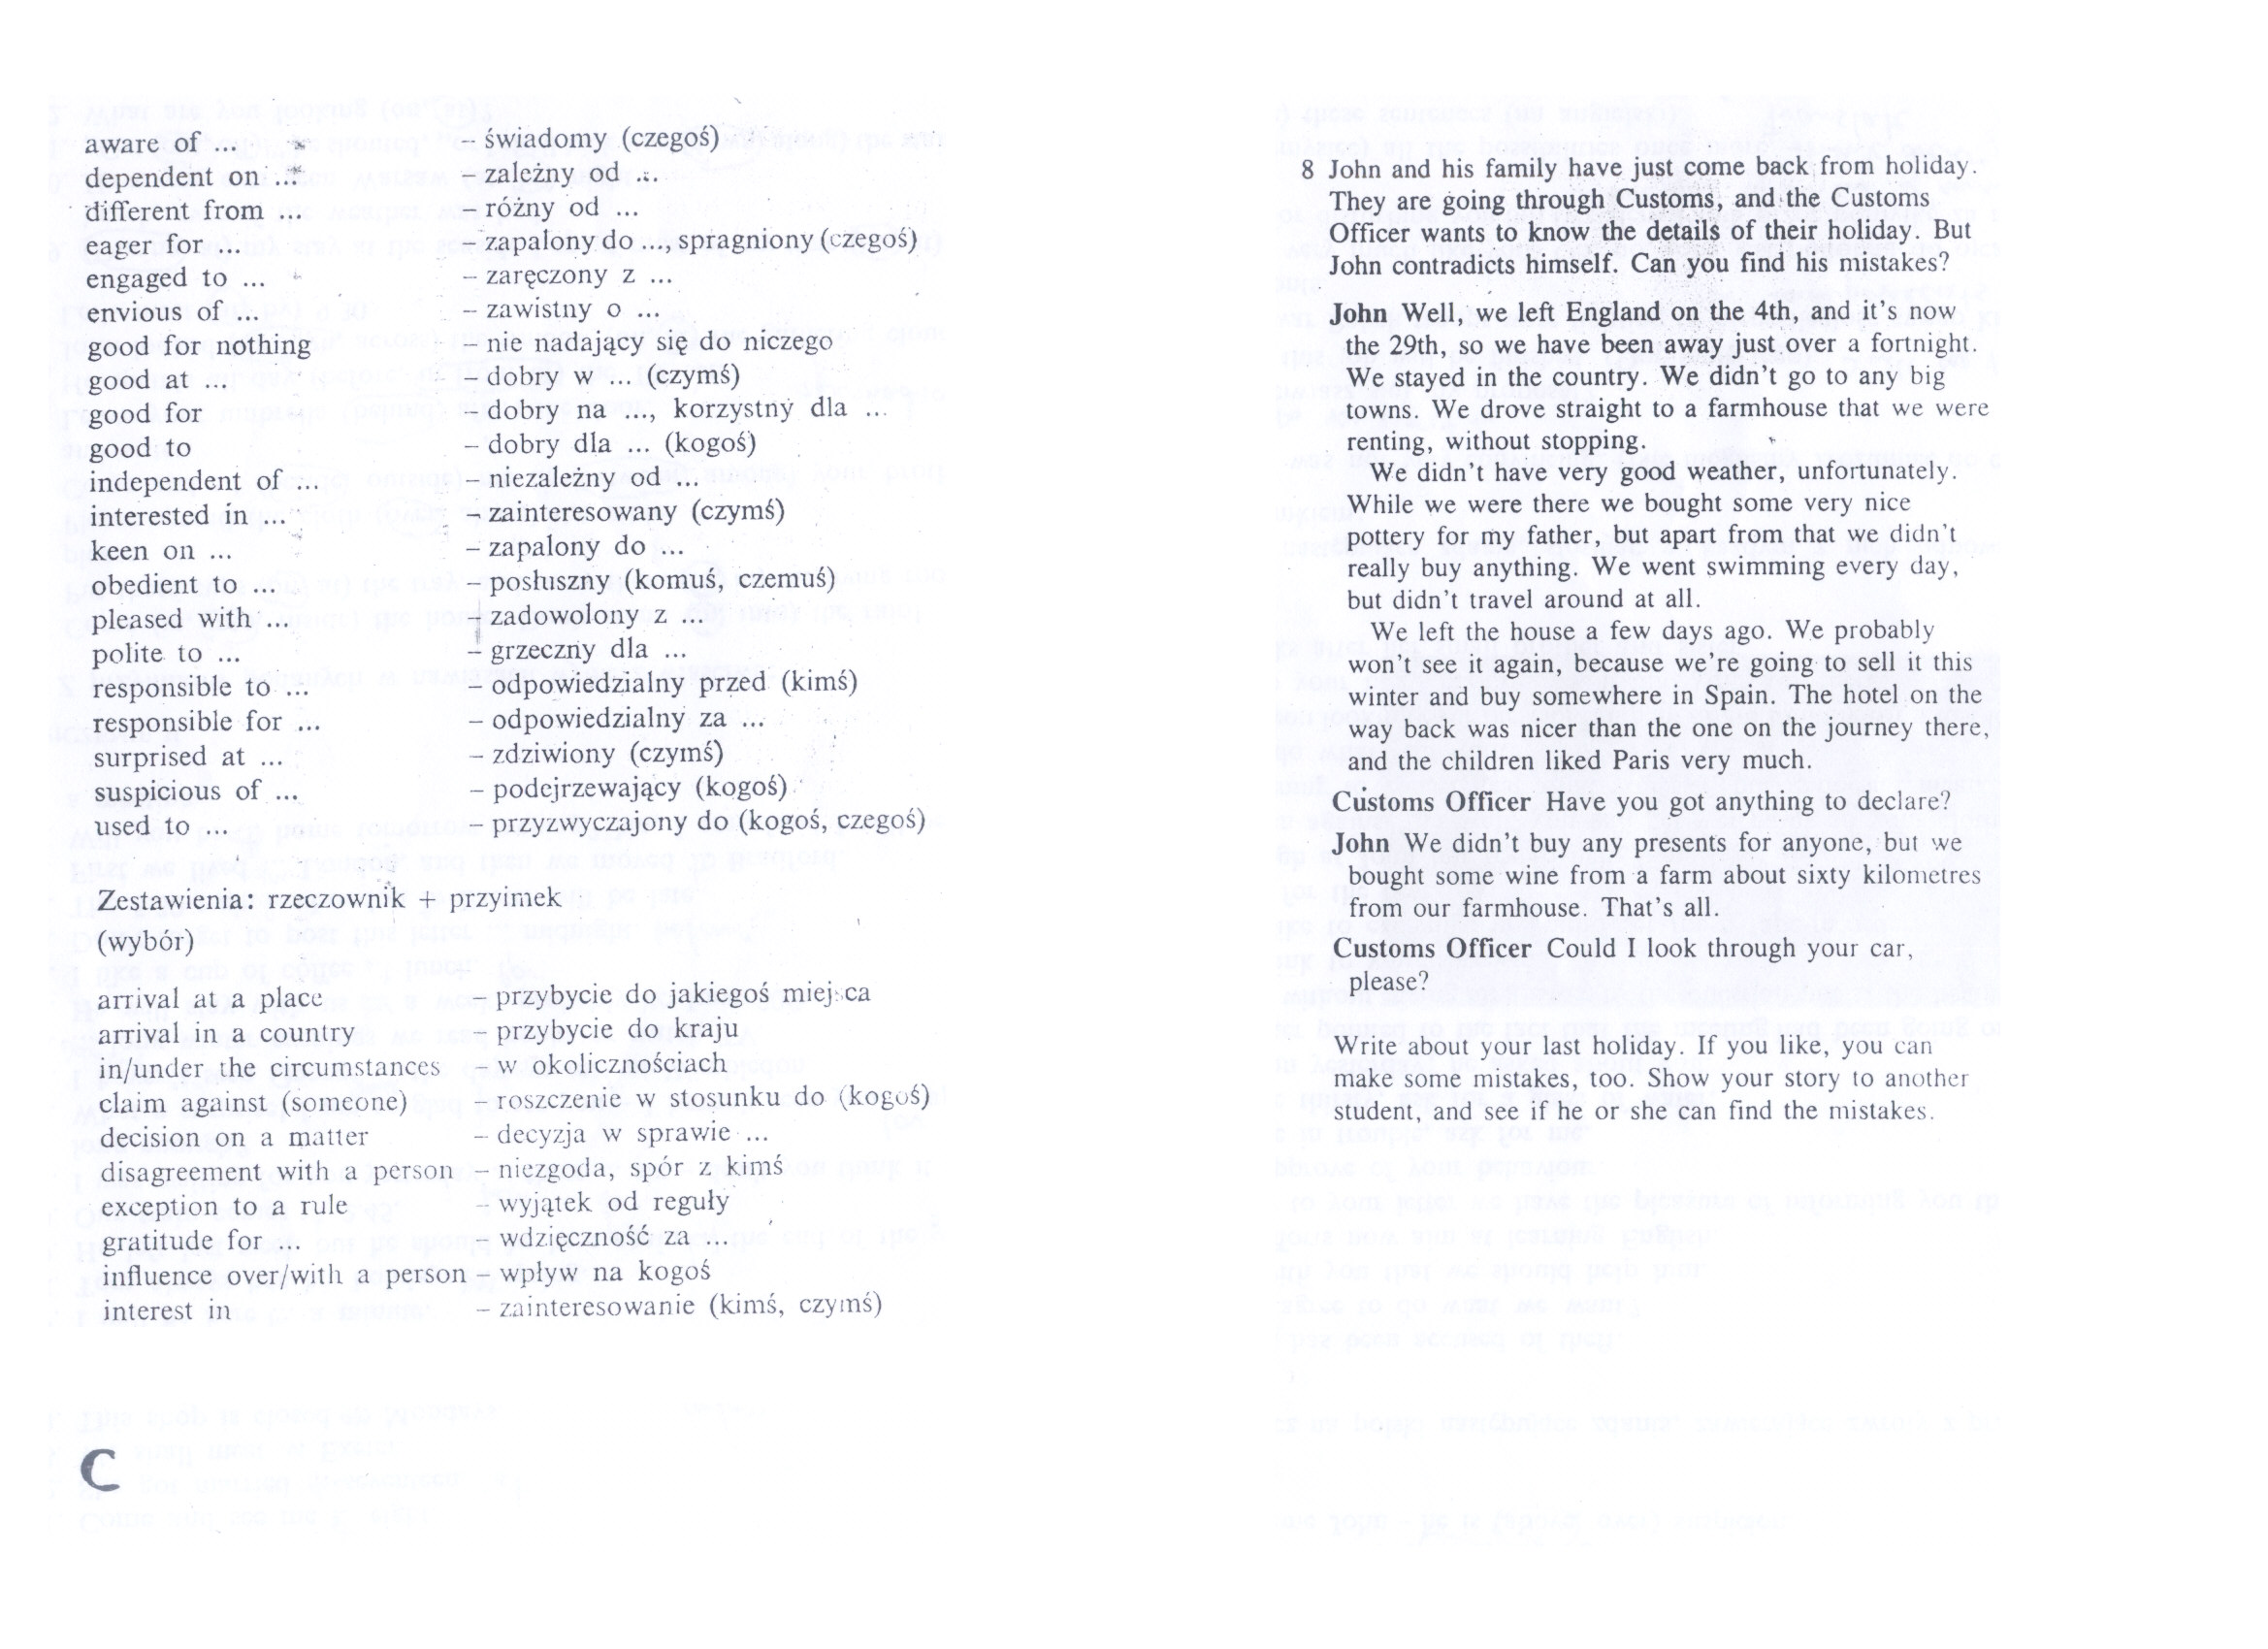 aware of ... – świadomy (czegoś)
dependent on ... – zależny od ...
different from ... – różny od ...
eager for ... – zapalony do ..., spragniony (czegoś)
engaged to ... – zaręczony z ...
envious of ... – zawistny o ...
good for nothing – nie nadający się do niczego
good at ... – dobry w ... (czymś)
good for – dobry na ..., korzystny dla ...
good to – dobry dla ... (kogoś)
independent of ... – niezależny od ...
interested in ... – zainteresowany (czymś)
keen on ... – zapalony do ...
obedient to ... – posłuszny (komuś, czemuś)
pleased with ... – zadowolony z ...
polite to ... – grzeczny dla ...
responsible to ... – odpowiedzialny przed (kimś)
responsible for ... – odpowiedzialny za ...
surprised at ... – zdziwiony (czymś)
suspicious of ... – podejrzewający (kogoś)
used to ... – przyzwyczajony do (kogoś, czegoś)
Zestawienia: rzeczownik + przyimek
(wybór)
arrival at a place – przybycie do jakiegoś miejsca
arrival in a country – przybycie do kraju
in/under the circumstances – w okolicznościach
claim against (someone) – roszczenie w stosunku do (kogoś)
decision on a matter – decyzja w sprawie ...
disagreement with a person – niezgoda, spór z kimś
exception to a rule – wyjątek od reguły
gratitude for ... – wdzięczność za ...
influence over/with a person – wpływ na kogoś
interest in – zainteresowanie (kimś, czymś)
C
8 John and his family have just come back from holiday.
They are going through Customs, and the Customs
Officer wants to know the details of their holiday. But
John contradicts himself. Can you find his mistakes?
John Well, we left England on the 4th, and it's now
the 29th, so we have been away just over a fortnight.
We stayed in the country. We didn't go to any big
towns. We drove straight to a farmhouse that we were
renting, without stopping.
We didn't have very good weather, unfortunately.
While we were there we bought some very nice
pottery for my father, but apart from that we didn't
really buy anything. We went swimming every day,
but didn't travel around at all.
We left the house a few days ago. We probably
won't see it again, because we're going to sell it this
winter and buy somewhere in Spain. The hotel on the
way back was nicer than the one on the journey there,
and the children liked Paris very much.
Customs Officer Have you got anything to declare?
John We didn't buy any presents for anyone, but we
bought some wine from a farm about sixty kilometres
from our farmhouse. That's all.
Customs Officer Could I look through your car,
please?
Write about your last holiday. If you like, you can
make some mistakes, too. Show your story to another
student, and see if he or she can find the mistakes.